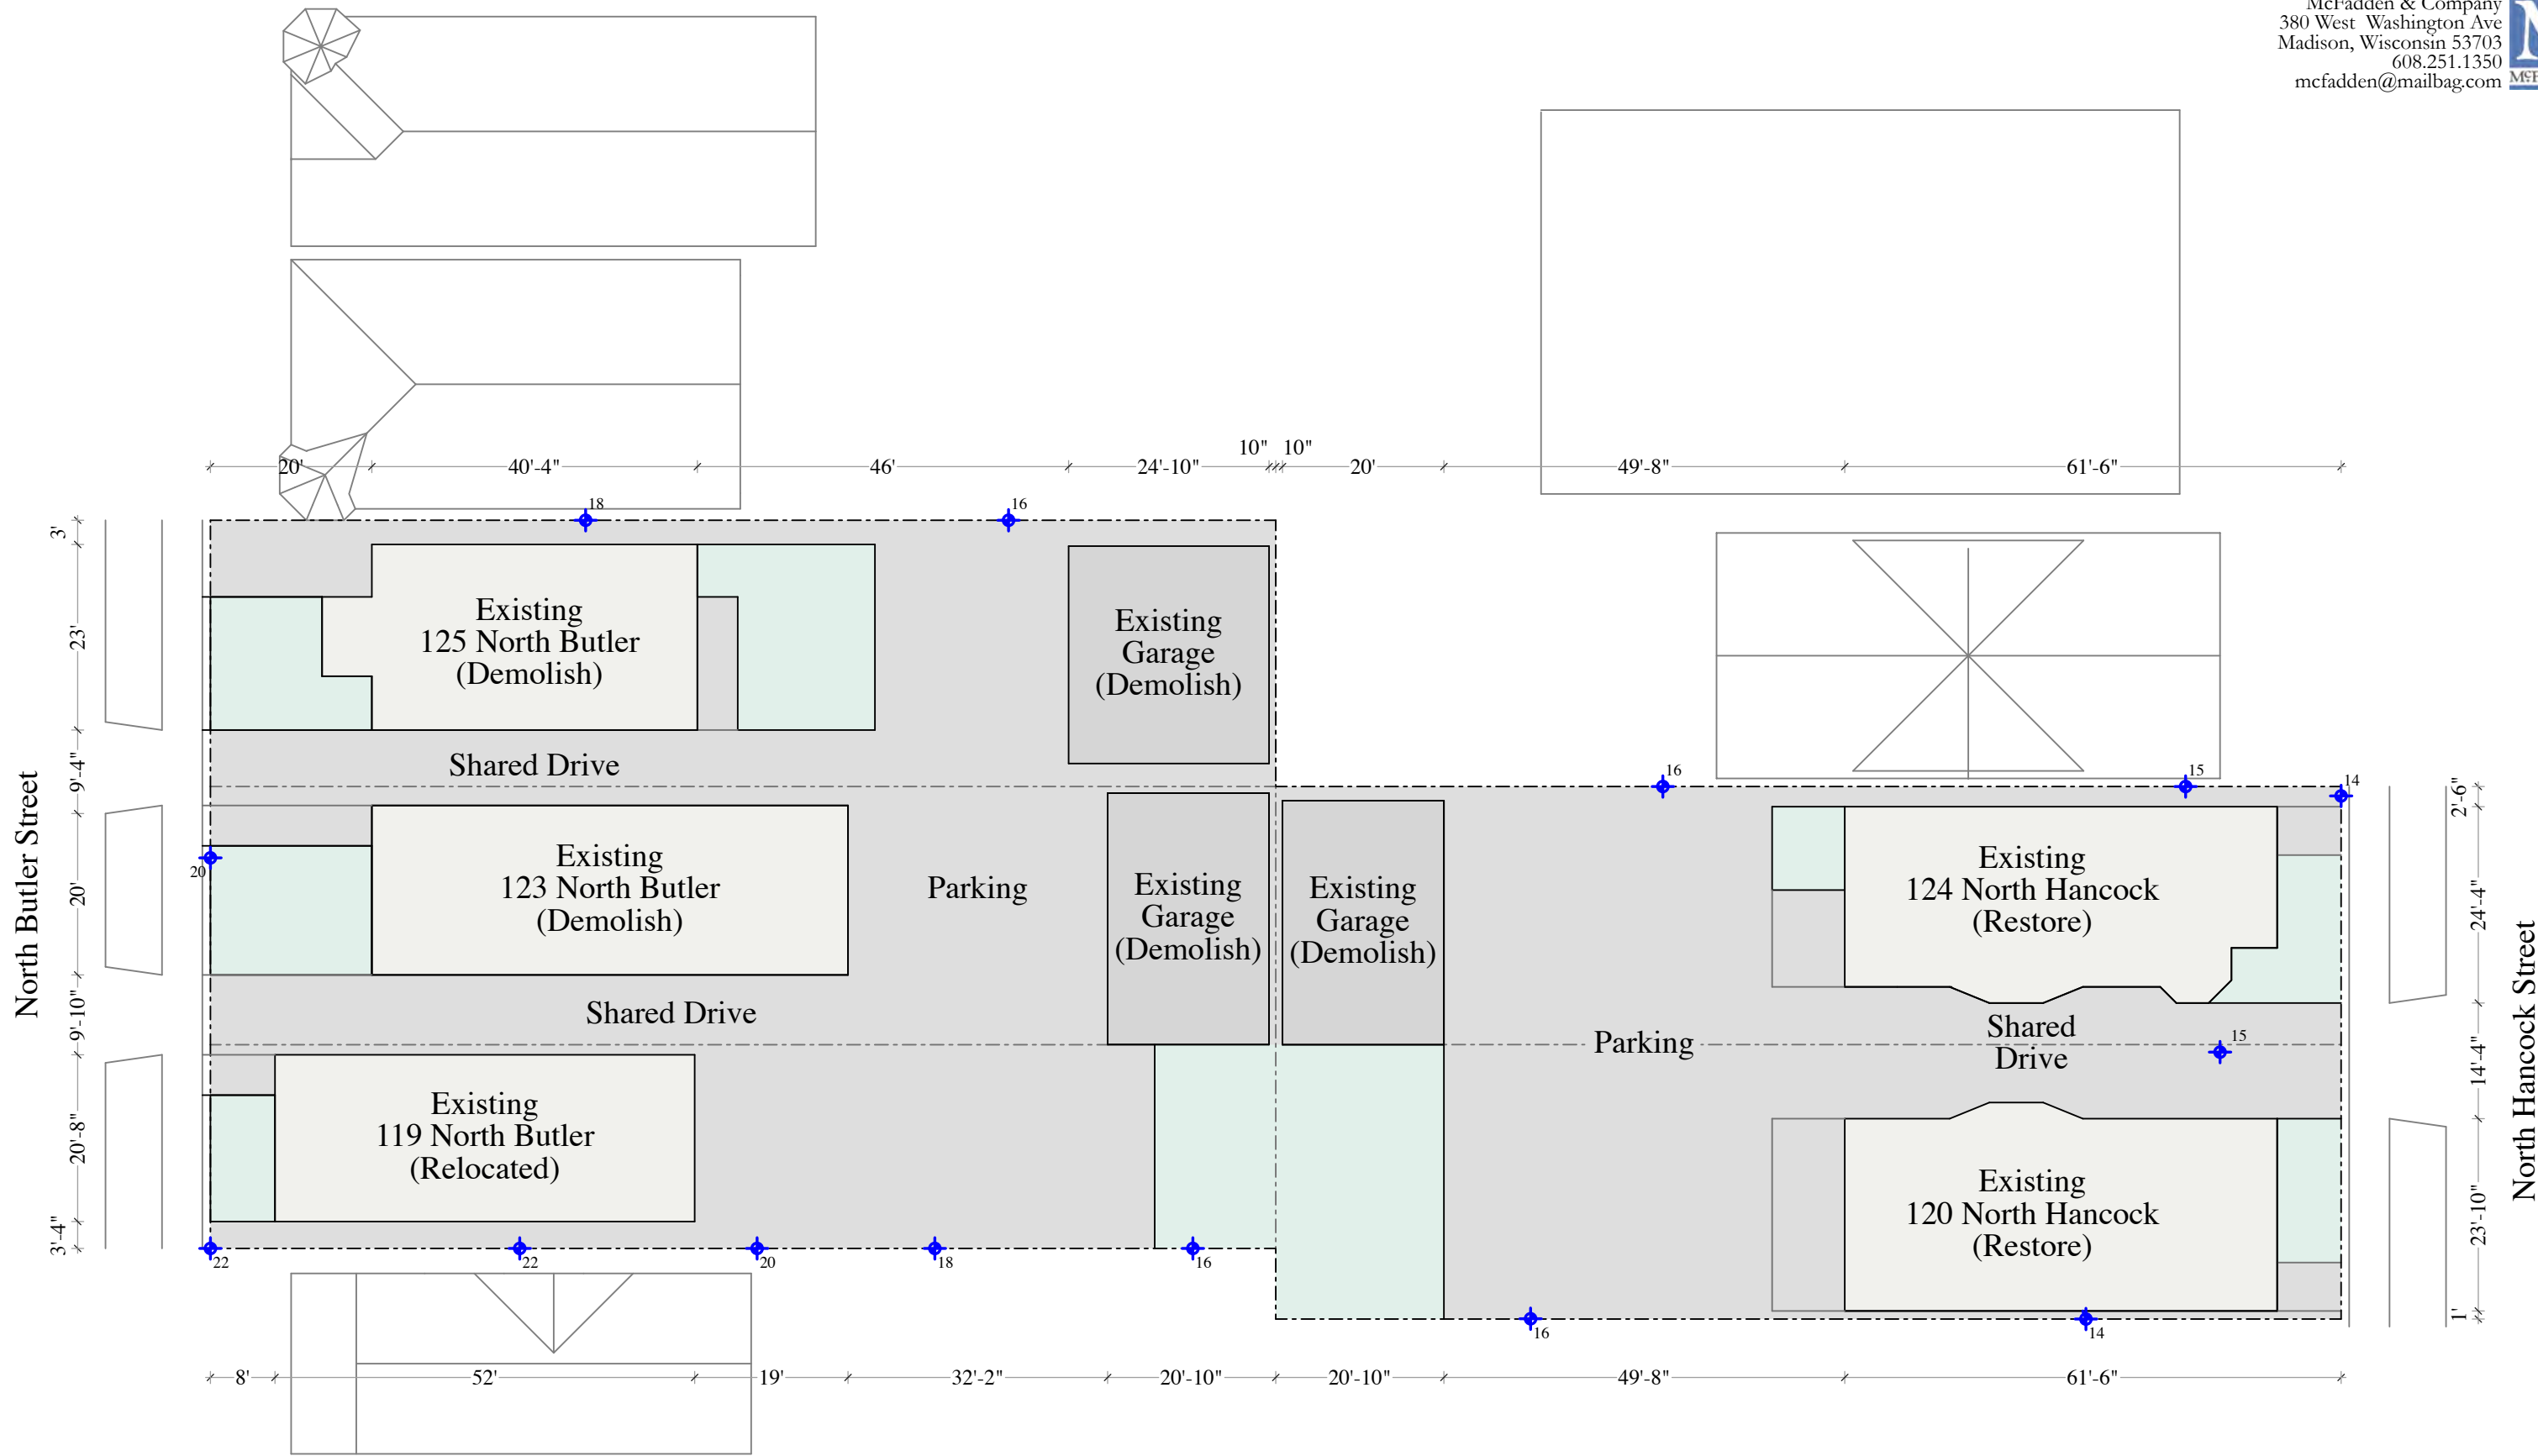 McFadden & Company
380 West Washington Ave
Madison, Wisconsin 53703
608.251.1350
mcfadden@mailbag.com
10" 10"
20' 40'-4" 46' 24'-10" 20' 49'-8" 61'-6"
18 16
3'
23'
9'-4"
20'
9'-10"
20'-8"
3'-4"
North Butler Street
Existing
125 North Butler
(Demolish)
Existing
Garage
(Demolish)
Shared Drive
16 15 14
20
Existing
123 North Butler
(Demolish)
Parking
Existing
Garage
(Demolish)
Existing
Garage
(Demolish)
Existing
124 North Hancock
(Restore)
Shared Drive
Parking
Shared
Drive
15
Existing
119 North Butler
(Relocated)
Existing
120 North Hancock
(Restore)
2'-6"
24'-4"
14'-4"
23'-10"
1'
North Hancock Street
22 22 20 18 16
16 14
8' 52' 19' 32'-2" 20'-10" 20'-10" 49'-8" 61'-6"